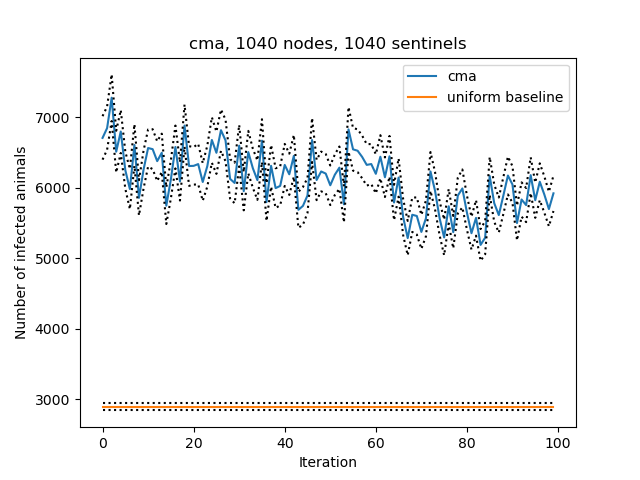 cma, 1040 nodes, 1040 sentinels
cma
uniform baseline
7000
6000
5000
4000
3000
Number of infected animals
0 20 40 60 80 100
Iteration